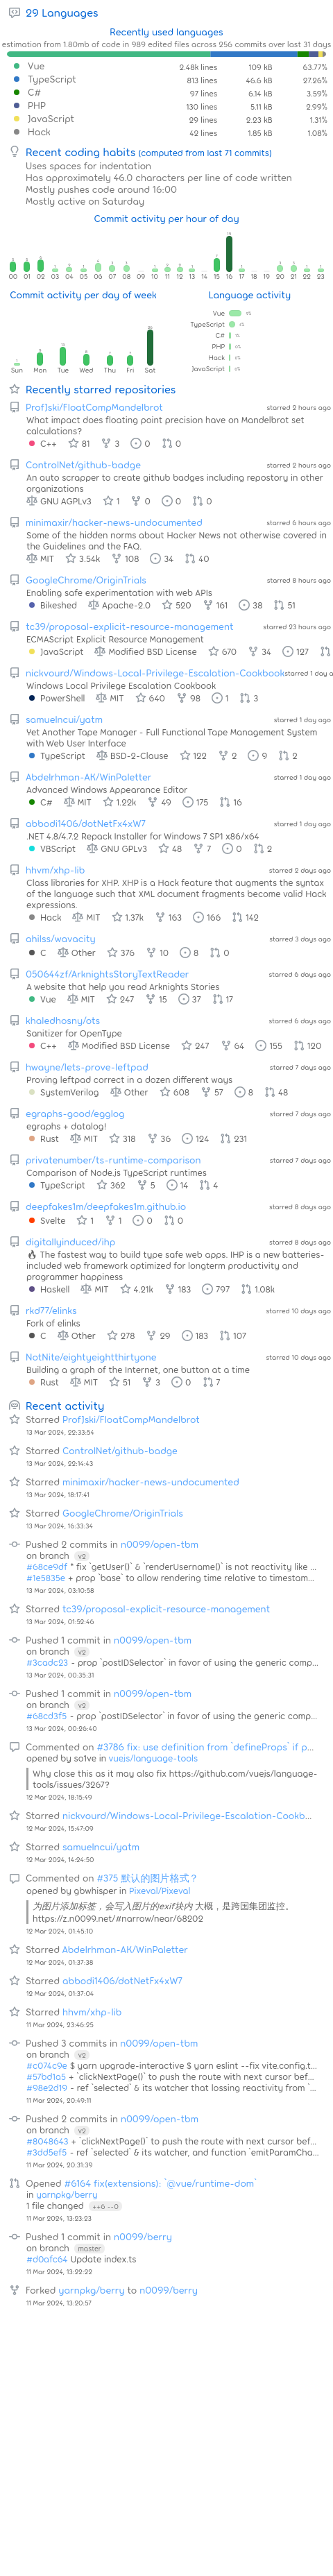 29 Languages
Recently used languages
estimation from 1.80mb of code in 989 edited files across 256 commits over last 31 days
Vue 2.48k lines 109 kB 63.77%
TypeScript 813 lines 46.6 kB 27.26%
C# 97 lines 6.14 kB 3.59%
PHP 130 lines 5.11 kB 2.99%
JavaScript 29 lines 2.23 kB 1.31%
Hack 42 lines 1.85 kB 1.08%
Recent coding habits (computed from last 71 commits)
Uses spaces for indentation
Has approximately 46.0 characters per line of code written
Mostly pushes code around 16:00
Mostly active on Saturday
Commit activity per hour of day
00 01 02 03 04 05 06 07 08 09 10 11 12 13 14 15 16 17 18 19 20 21 22 23
Commit activity per day of week
Sun Mon Tue Wed Thu Fri Sat
Language activity
Vue
TypeScript
C#
PHP
Hack
JavaScript
Recently starred repositories
ProfJski/FloatCompMandelbrot starred 2 hours ago
What impact does floating point precision have on Mandelbrot set
calculations?
C++ 81 3 0 0
ControlNet/github-badge starred 2 hours ago
An auto scrapper to create github badges including repostory in other
organizations
GNU AGPLv3 1 0 0 0
minimaxir/hacker-news-undocumented starred 6 hours ago
Some of the hidden norms about Hacker News not otherwise covered in
the Guidelines and the FAQ.
MIT 3.54k 108 34 40
GoogleChrome/OriginTrials starred 8 hours ago
Enabling safe experimentation with web APIs
Bikeshed Apache-2.0 520 161 38 51
tc39/proposal-explicit-resource-management starred 23 hours ago
ECMAScript Explicit Resource Management
JavaScript Modified BSD License 670 34 127
nickvourd/Windows-Local-Privilege-Escalation-Cookbook starred 1 day a
Windows Local Privilege Escalation Cookbook
PowerShell MIT 640 98 1 3
samuelncui/yatm starred 1 day ago
Yet Another Tape Manager - Full Functional Tape Management System
with Web User Interface
TypeScript BSD-2-Clause 122 2 9 2
Abdelrhman-AK/WinPaletter starred 1 day ago
Advanced Windows Appearance Editor
C# MIT 1.22k 49 175 16
abbodi1406/dotNetFx4xW7 starred 1 day ago
.NET 4.8/4.7.2 Repack Installer for Windows 7 SP1 x86/x64
VBScript GNU GPLv3 48 7 0 2
hhvm/xhp-lib starred 2 days ago
Class libraries for XHP. XHP is a Hack feature that augments the syntax
of the language such that XML document fragments become valid Hack
expressions.
Hack MIT 1.37k 163 166 142
ahilss/wavacity starred 3 days ago
C Other 376 10 8 0
050644zf/ArknightsStoryTextReader starred 6 days ago
A website that help you read Arknights Stories
Vue MIT 247 15 37 17
khaledhosny/ots starred 6 days ago
Sanitizer for OpenType
C++ Modified BSD License 247 64 155 120
hwayne/lets-prove-leftpad starred 7 days ago
Proving leftpad correct in a dozen different ways
SystemVerilog Other 608 57 8 48
egraphs-good/egglog starred 7 days ago
egraphs + datalog!
Rust MIT 318 36 124 231
privatenumber/ts-runtime-comparison starred 7 days ago
Comparison of Node.js TypeScript runtimes
TypeScript 362 5 14 4
deepfakes1m/deepfakes1m.github.io starred 8 days ago
Svelte 1 1 0 0
digitallyinduced/ihp starred 8 days ago
🔥 The fastest way to build type safe web apps. IHP is a new batteries-
included web framework optimized for longterm productivity and
programmer happiness
Haskell MIT 4.21k 183 797 1.08k
rkd77/elinks starred 10 days ago
Fork of elinks
C Other 278 29 183 107
NotNite/eightyeightthirtyone starred 10 days ago
Building a graph of the Internet, one button at a time
Rust MIT 51 3 0 7
Recent activity
Starred ProfJski/FloatCompMandelbrot
13 Mar 2024, 22:33:54
Starred ControlNet/github-badge
13 Mar 2024, 22:14:43
Starred minimaxir/hacker-news-undocumented
13 Mar 2024, 18:17:41
Starred GoogleChrome/OriginTrials
13 Mar 2024, 16:33:34
Pushed 2 commits in n0099/open-tbm
on branch v2
#68ce9df * fix `getUser()` & `renderUsername()` is not reactivity like ...
#1e5835e + prop `base` to allow rendering time relative to timestam...
13 Mar 2024, 03:10:58
Starred tc39/proposal-explicit-resource-management
13 Mar 2024, 01:52:46
Pushed 1 commit in n0099/open-tbm
on branch v2
#3cadc23 - prop `postIDSelector` in favor of using the generic comp...
13 Mar 2024, 00:35:31
Pushed 1 commit in n0099/open-tbm
on branch v2
#68cd3f5 - prop `postIDSelector` in favor of using the generic comp...
13 Mar 2024, 00:26:40
Commented on #3786 fix: use definition from `defineProps` if p...
opened by so1ve in vuejs/language-tools
Why close this as it may also fix https://github.com/vuejs/language-
tools/issues/3267?
12 Mar 2024, 18:15:49
Starred nickvourd/Windows-Local-Privilege-Escalation-Cookb...
12 Mar 2024, 15:47:09
Starred samuelncui/yatm
12 Mar 2024, 14:24:50
Commented on #375 默认的图片格式？
opened by gbwhisper in Pixeval/Pixeval
为图片添加标签，会写入图片的exif块内 大概，是跨国集团监控。
https://z.n0099.net/#narrow/near/68202
12 Mar 2024, 01:45:10
Starred Abdelrhman-AK/WinPaletter
12 Mar 2024, 01:37:38
Starred abbodi1406/dotNetFx4xW7
12 Mar 2024, 01:37:04
Starred hhvm/xhp-lib
11 Mar 2024, 23:46:25
Pushed 3 commits in n0099/open-tbm
on branch v2
#c074c9e $ yarn upgrade-interactive $ yarn eslint --fix vite.config.t...
#57bd1a5 + `clickNextPage()` to push the route with next cursor bef...
#98e2d19 - ref `selected` & its watcher that lossing reactivity from `...
11 Mar 2024, 20:49:11
Pushed 2 commits in n0099/open-tbm
on branch v2
#8048643 + `clickNextPage()` to push the route with next cursor bef...
#3dd5ef5 - ref `selected` & its watcher, and function `emitParamCha...
11 Mar 2024, 20:31:39
Opened #6164 fix(extensions): `@vue/runtime-dom`
in yarnpkg/berry
1 file changed ++6 --0
11 Mar 2024, 13:23:23
Pushed 1 commit in n0099/berry
on branch master
#d0afc64 Update index.ts
11 Mar 2024, 13:22:22
Forked yarnpkg/berry to n0099/berry
11 Mar 2024, 13:20:57